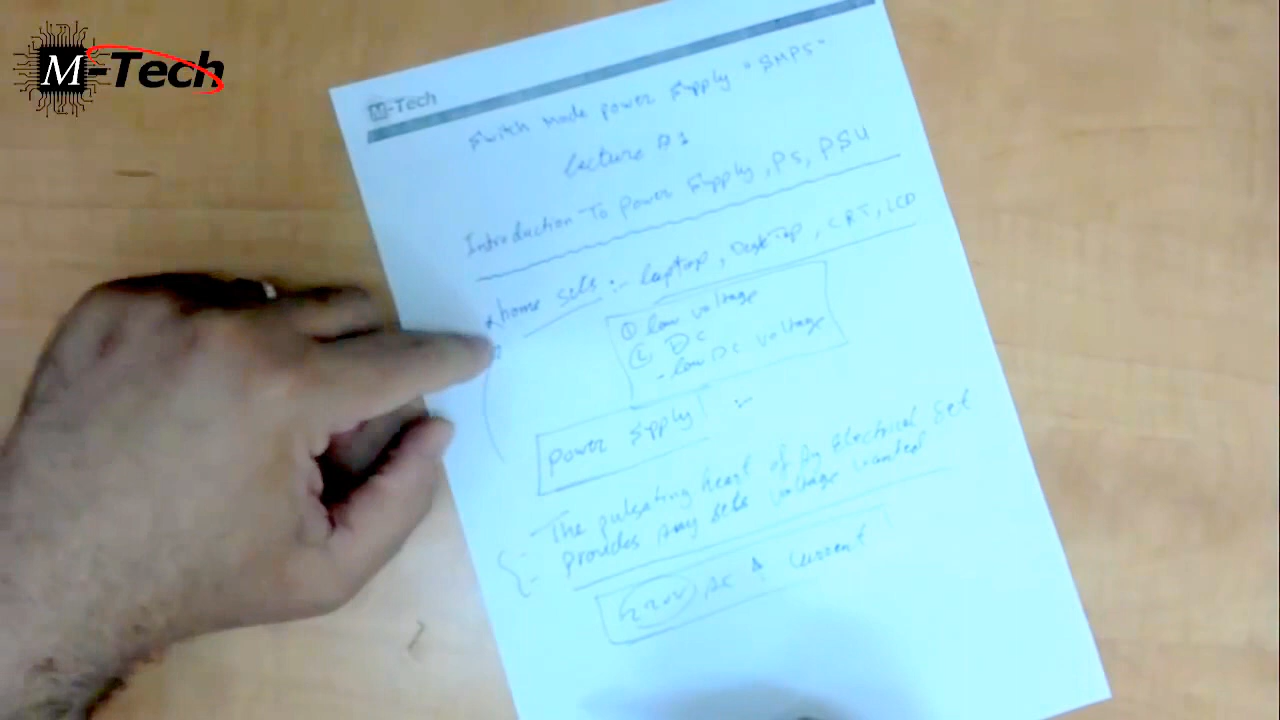 M-Tech
M-Tech
Switch Mode power Supply "SMPS"
Lecture
Introduction To power Supply, PS, PSU
home sets :- Laptop, DeskTop, CRT, LCD
① low voltage
② DC
- low DC voltage
power Supply :-
- The pulsating heart of Any Electrical Set
- provides Any sets voltage wanted
220V AC & Current